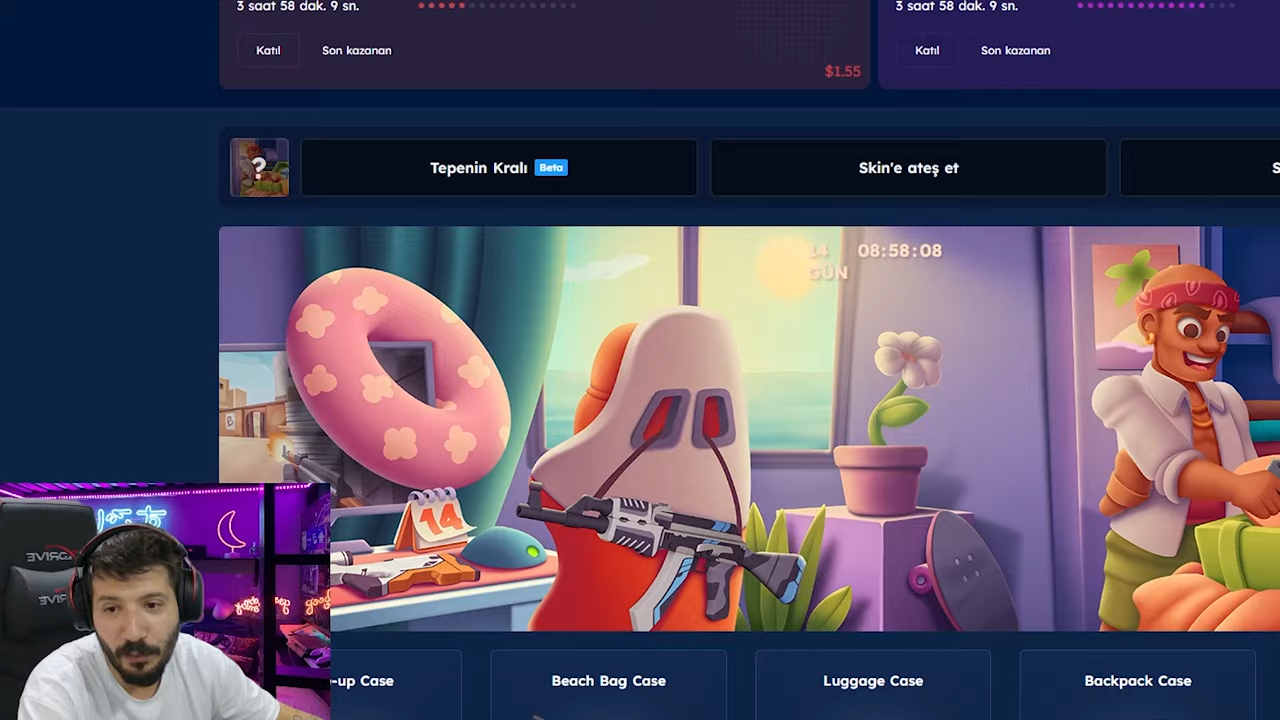 3 saat 58 dak. 9 sn.
3 saat 58 dak. 9 sn.
Katıl
Son kazanan
Katıl
Son kazanan
$1.55
?
Tepenin Kralı
Beta
Skin'e ateş et
S
14
GÜN
08:58:08
B
14
-up Case
Beach Bag Case
Luggage Case
Backpack Case